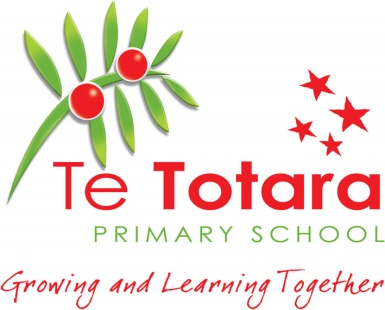 Te Totara
PRIMARY SCHOOL
Growing and Learning Together